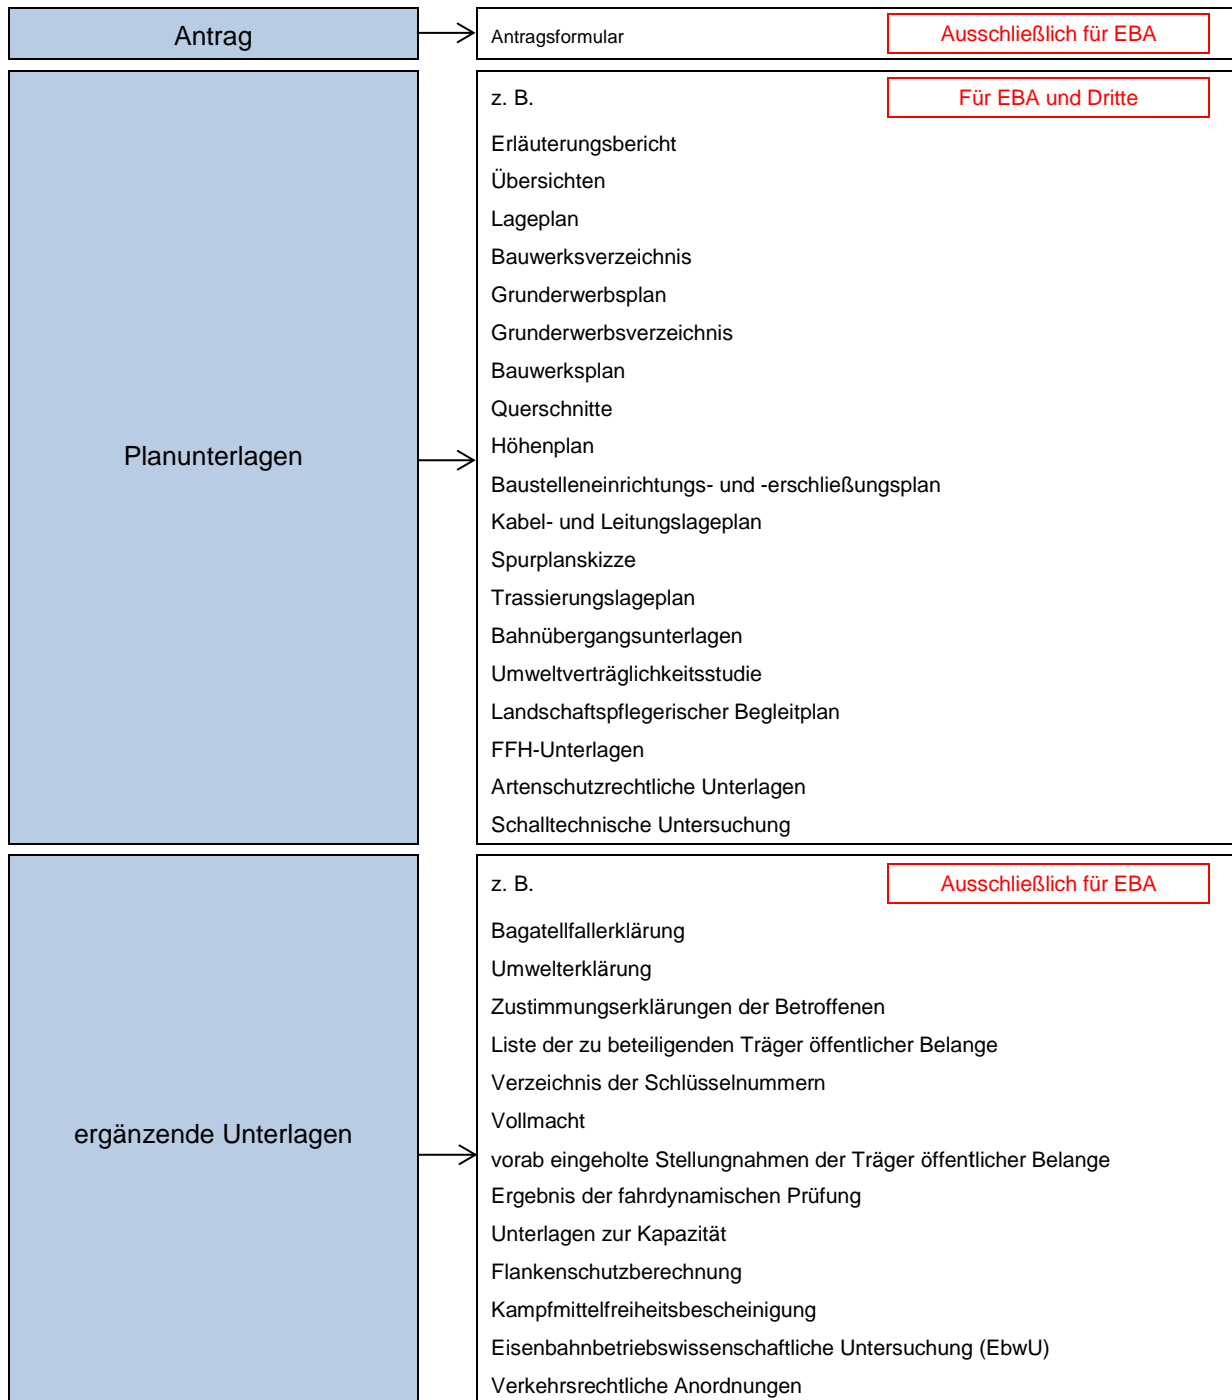 Antrag
Antragsformular
Ausschließlich für EBA
Planunterlagen
z. B.
Für EBA und Dritte
Erläuterungsbericht
Übersichten
Lageplan
Bauwerksverzeichnis
Grunderwerbsplan
Grunderwerbsverzeichnis
Bauwerksplan
Querschnitte
Höhenplan
Baustelleneinrichtungs- und -erschließungsplan
Kabel- und Leitungslageplan
Spurplanskizze
Trassierungslageplan
Bahnübergangsunterlagen
Umweltverträglichkeitsstudie
Landschaftspflegerischer Begleitplan
FFH-Unterlagen
Artenschutzrechtliche Unterlagen
Schalltechnische Untersuchung
ergänzende Unterlagen
z. B.
Ausschließlich für EBA
Bagatellfallerklärung
Umwelterklärung
Zustimmungserklärungen der Betroffenen
Liste der zu beteiligenden Träger öffentlicher Belange
Verzeichnis der Schlüsselnummern
Vollmacht
vorab eingeholte Stellungnahmen der Träger öffentlicher Belange
Ergebnis der fahrdynamischen Prüfung
Unterlagen zur Kapazität
Flankenschutzberechnung
Kampfmittelfreiheitsbescheinigung
Eisenbahnbetriebswissenschaftliche Untersuchung (EbwU)
Verkehrsrechtliche Anordnungen